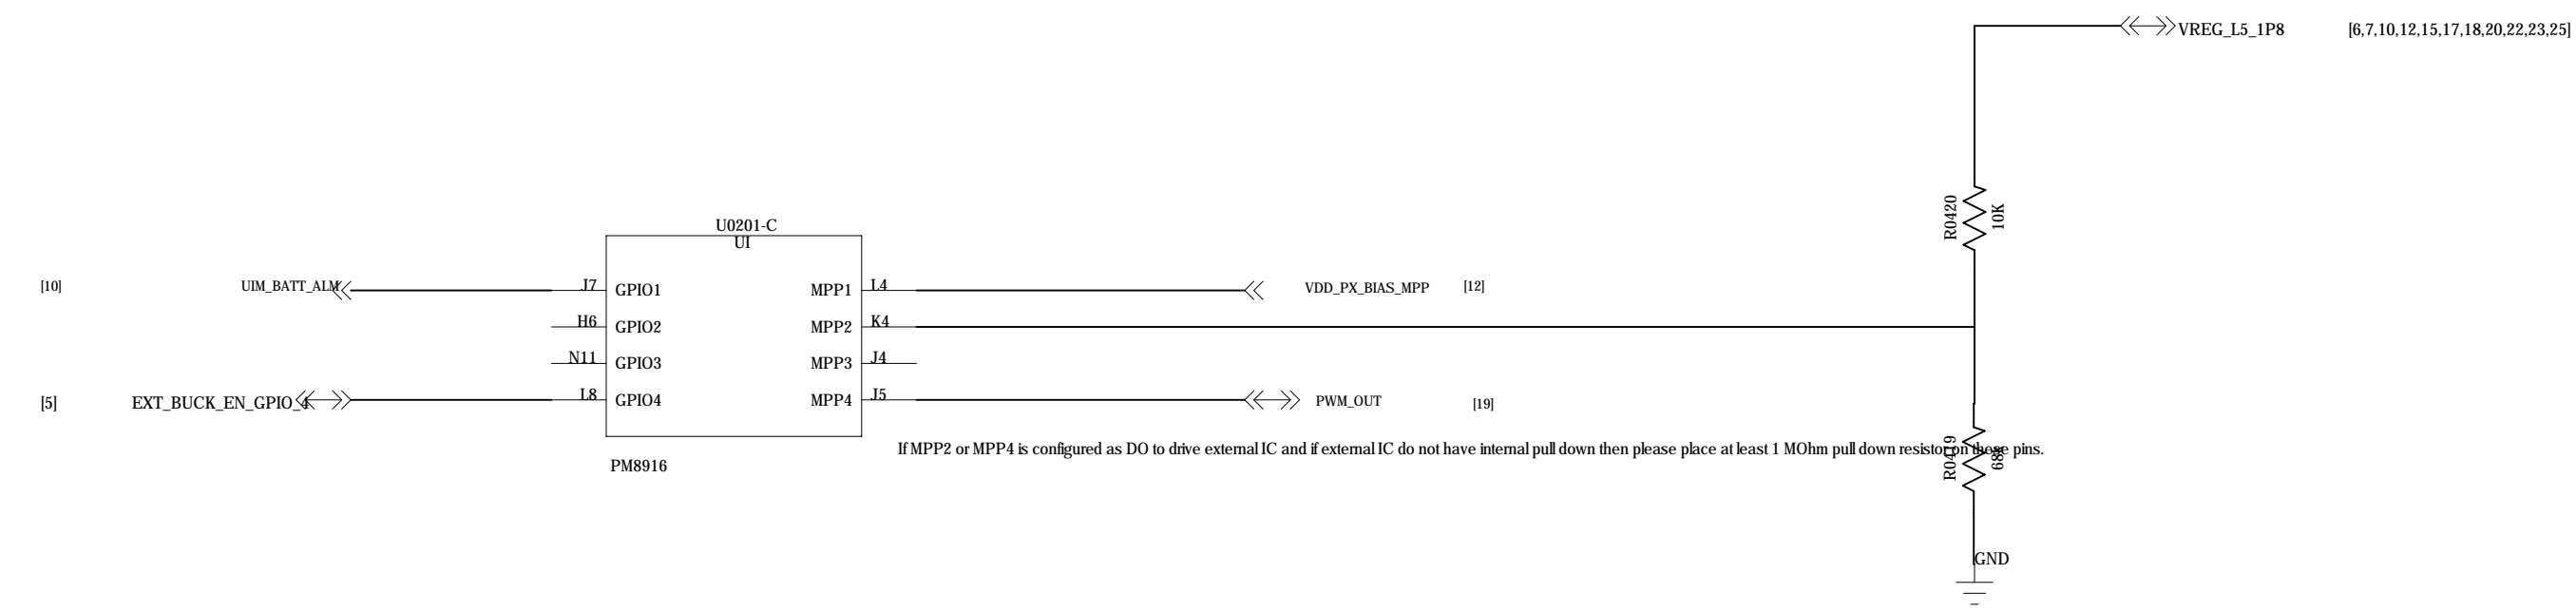 VREG_L5_1P8 [6,7,10,12,15,17,18,20,22,23,25]
R0420 10K
U0201-C
UI
[10] UIM_BATT_ALM J7 GPIO1 MPP1 L4 VDD_PX_BIAS_MPP [12]
H6 GPIO2 MPP2 K4
N11 GPIO3 MPP3 J4
[5] EXT_BUCK_EN_GPIO_4 L8 GPIO4 MPP4 J5 PWM_OUT [19]
If MPP2 or MPP4 is configured as DO to drive external IC and if external IC do not have internal pull down then please place at least 1 MOhm pull down resistor on these pins.
R0419
PM8916
GND